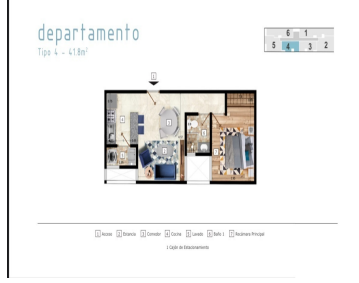 departamento
Tipo 4 - 41.8m²
6 1
5 4 3 2
1
1 Acceso 2 Estancia 3 Comedor 4 Cocina 5 Lavado 6 Baño 1 7 Recámara Principal
1 Cajón de Estacionamiento